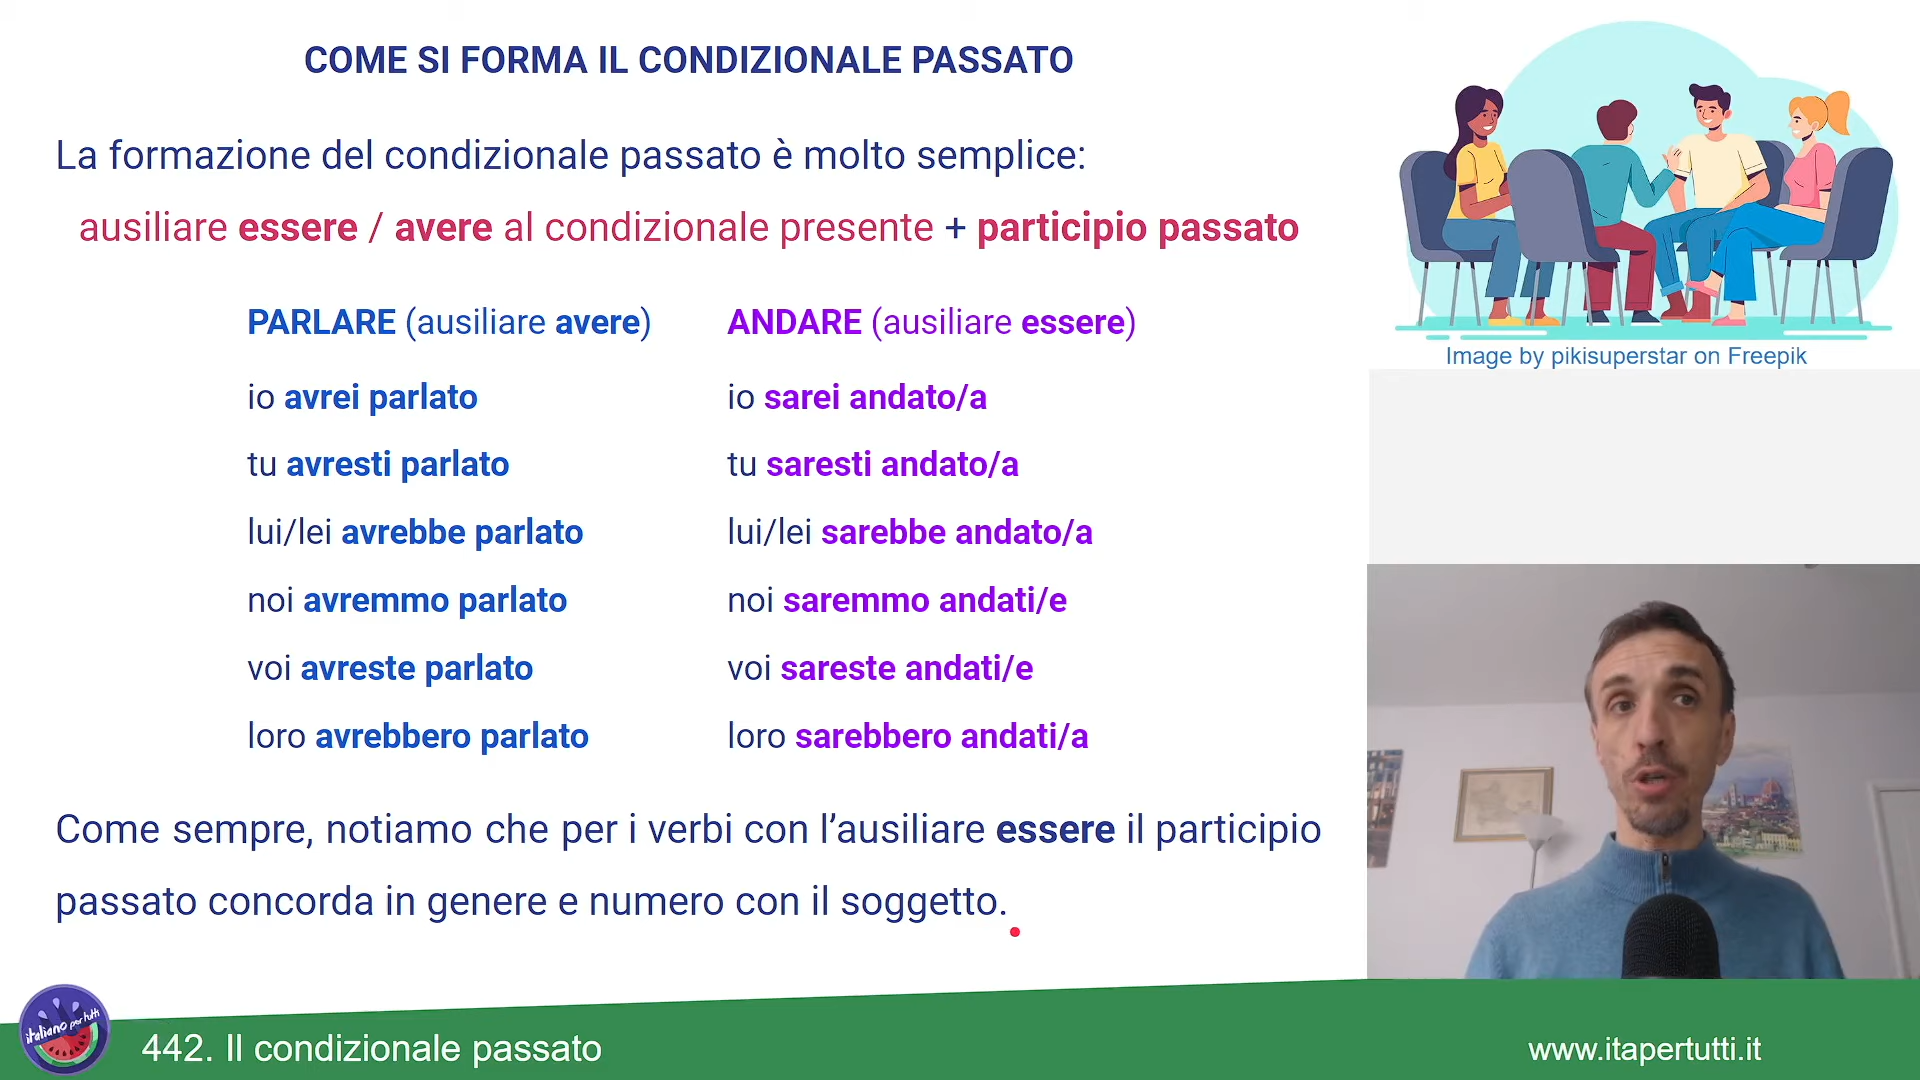 COME SI FORMA IL CONDIZIONALE PASSATO
La formazione del condizionale passato è molto semplice:
ausiliare essere / avere al condizionale presente + participio passato
PARLARE (ausiliare avere)
io avrei parlato
tu avresti parlato
lui/lei avrebbe parlato
noi avremmo parlato
voi avreste parlato
loro avrebbero parlato
ANDARE (ausiliare essere)
io sarei andato/a
tu saresti andato/a
lui/lei sarebbe andato/a
noi saremmo andati/e
voi sareste andati/e
loro sarebbero andati/a
Come sempre, notiamo che per i verbi con l’ausiliare essere il participio
passato concorda in genere e numero con il soggetto.
Image by pikisuperstar on Freepik
italiano per tutti
442. Il condizionale passato
www.itapertutti.it